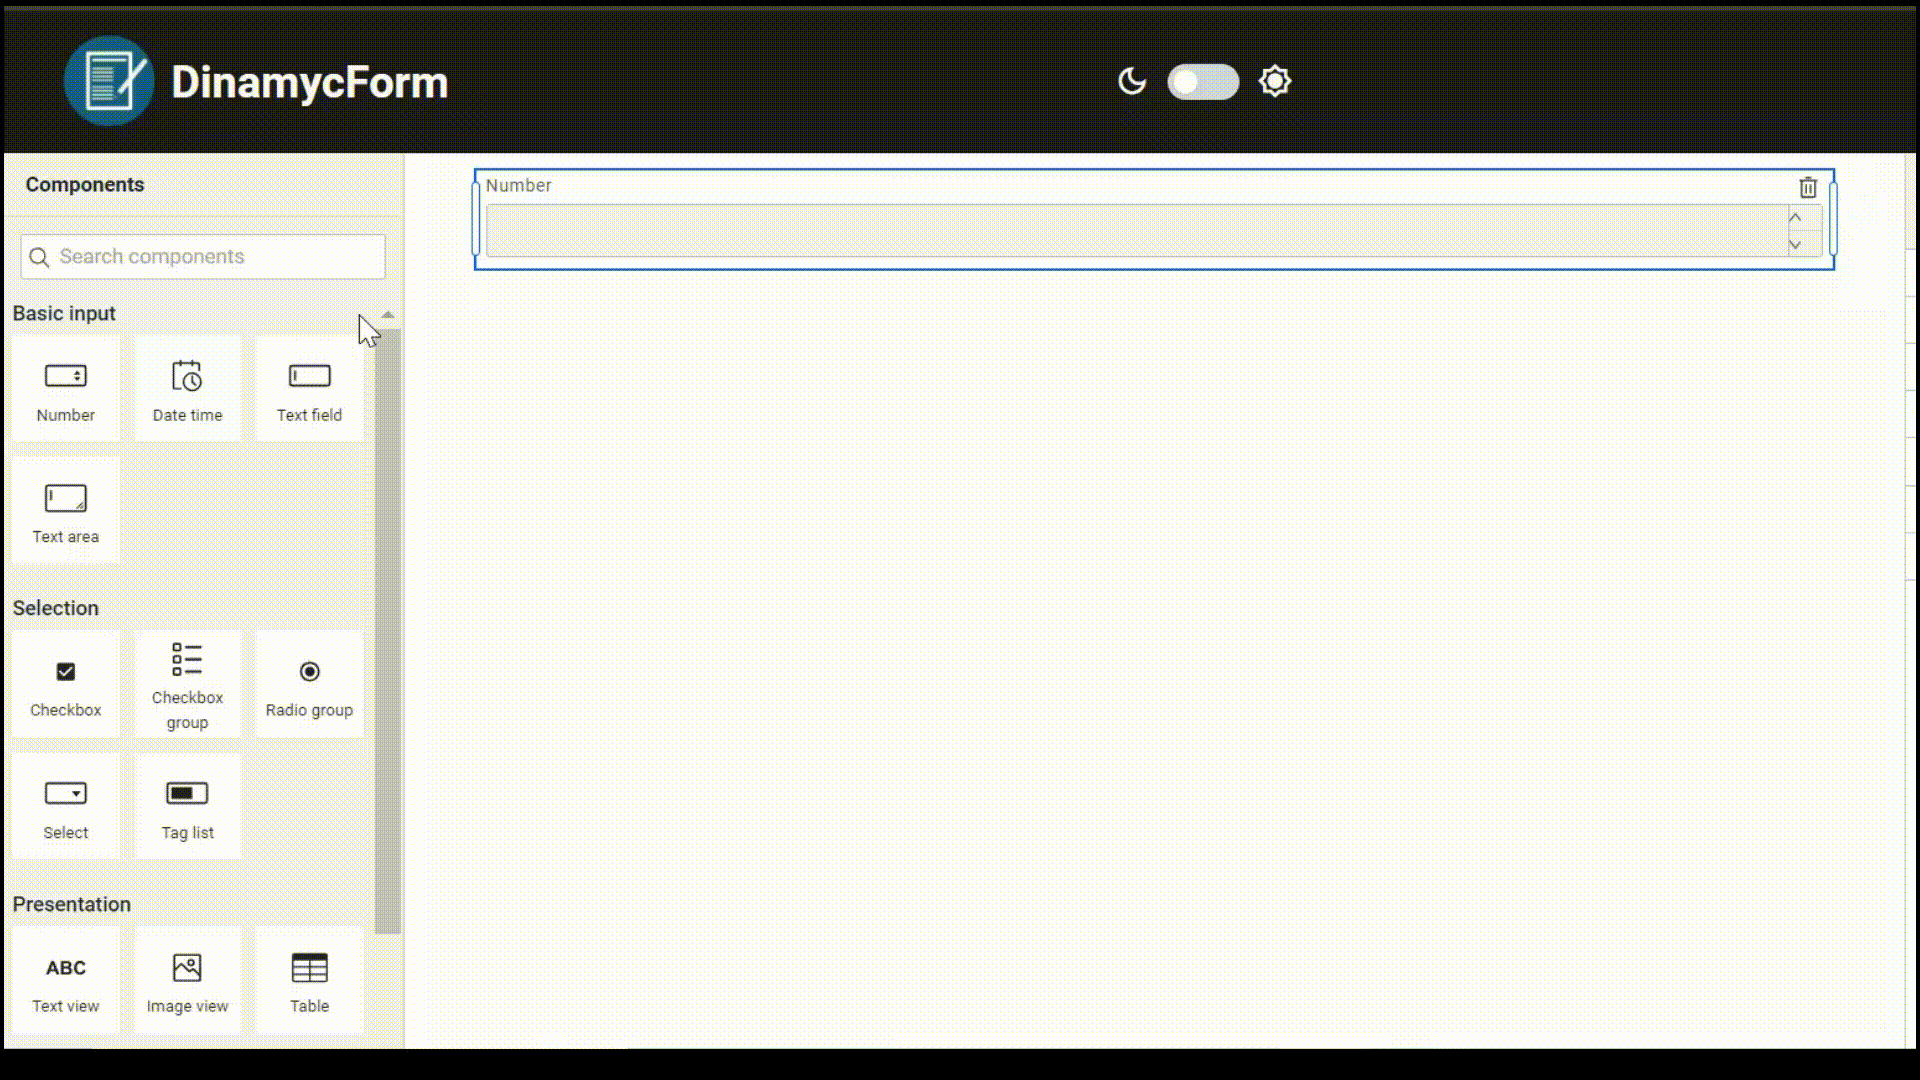 DinamycForm
Components
Number
Search components
Basic input
Number
Date time
Text field
Text area
Selection
Checkbox
Checkbox
group
Radio group
Select
Tag list
Presentation
ABC
Text view
Image view
Table